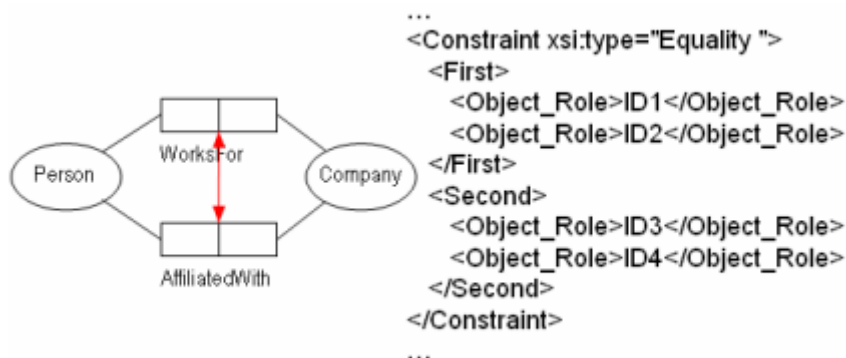 Person
WorksFor
Company
AffiliatedWith
...
<Constraint xsi:type="Equality ">
<First>
<Object_Role>ID1</Object_Role>
<Object_Role>ID2</Object_Role>
</First>
<Second>
<Object_Role>ID3</Object_Role>
<Object_Role>ID4</Object_Role>
</Second>
</Constraint>
...